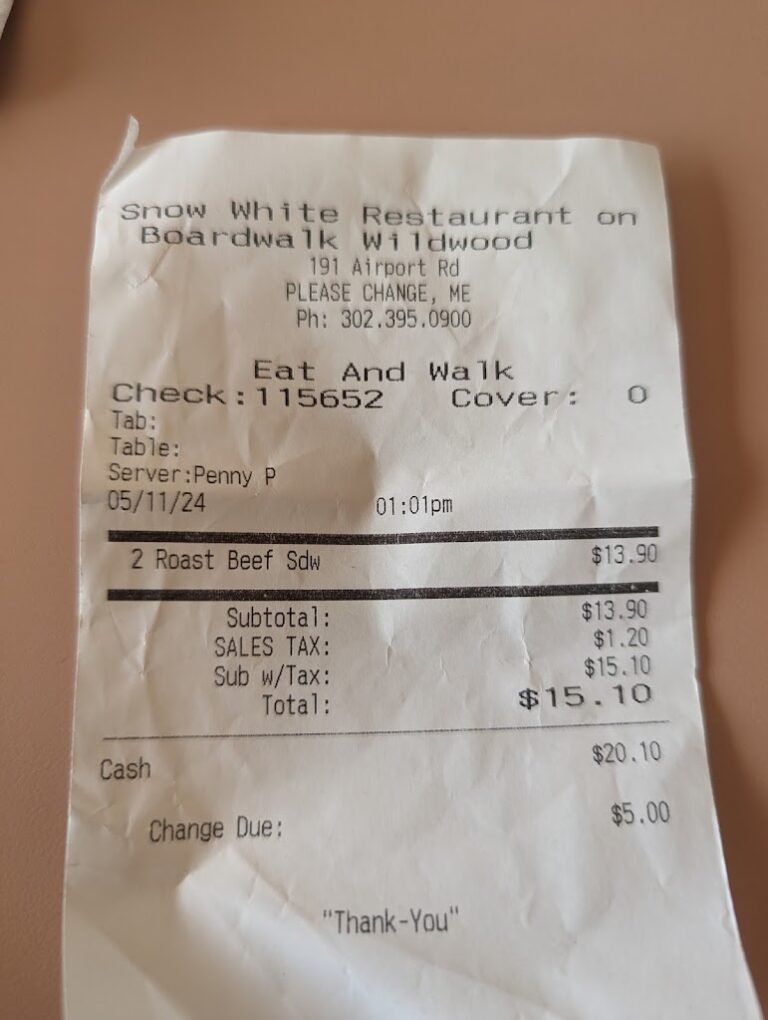 Snow White Restaurant on
Boardwalk Wildwood
191 Airport Rd
PLEASE CHANGE, ME
Ph: 302.395.0900
Eat And Walk
Check:115652 Cover: 0
Tab:
Table:
Server:Penny P
05/11/24 01:01pm
2 Roast Beef Sdw $13.90
Subtotal: $13.90
SALES TAX: $1.20
Sub w/Tax: $15.10
Total: $15.10
Cash $20.10
Change Due: $5.00
"Thank-You"